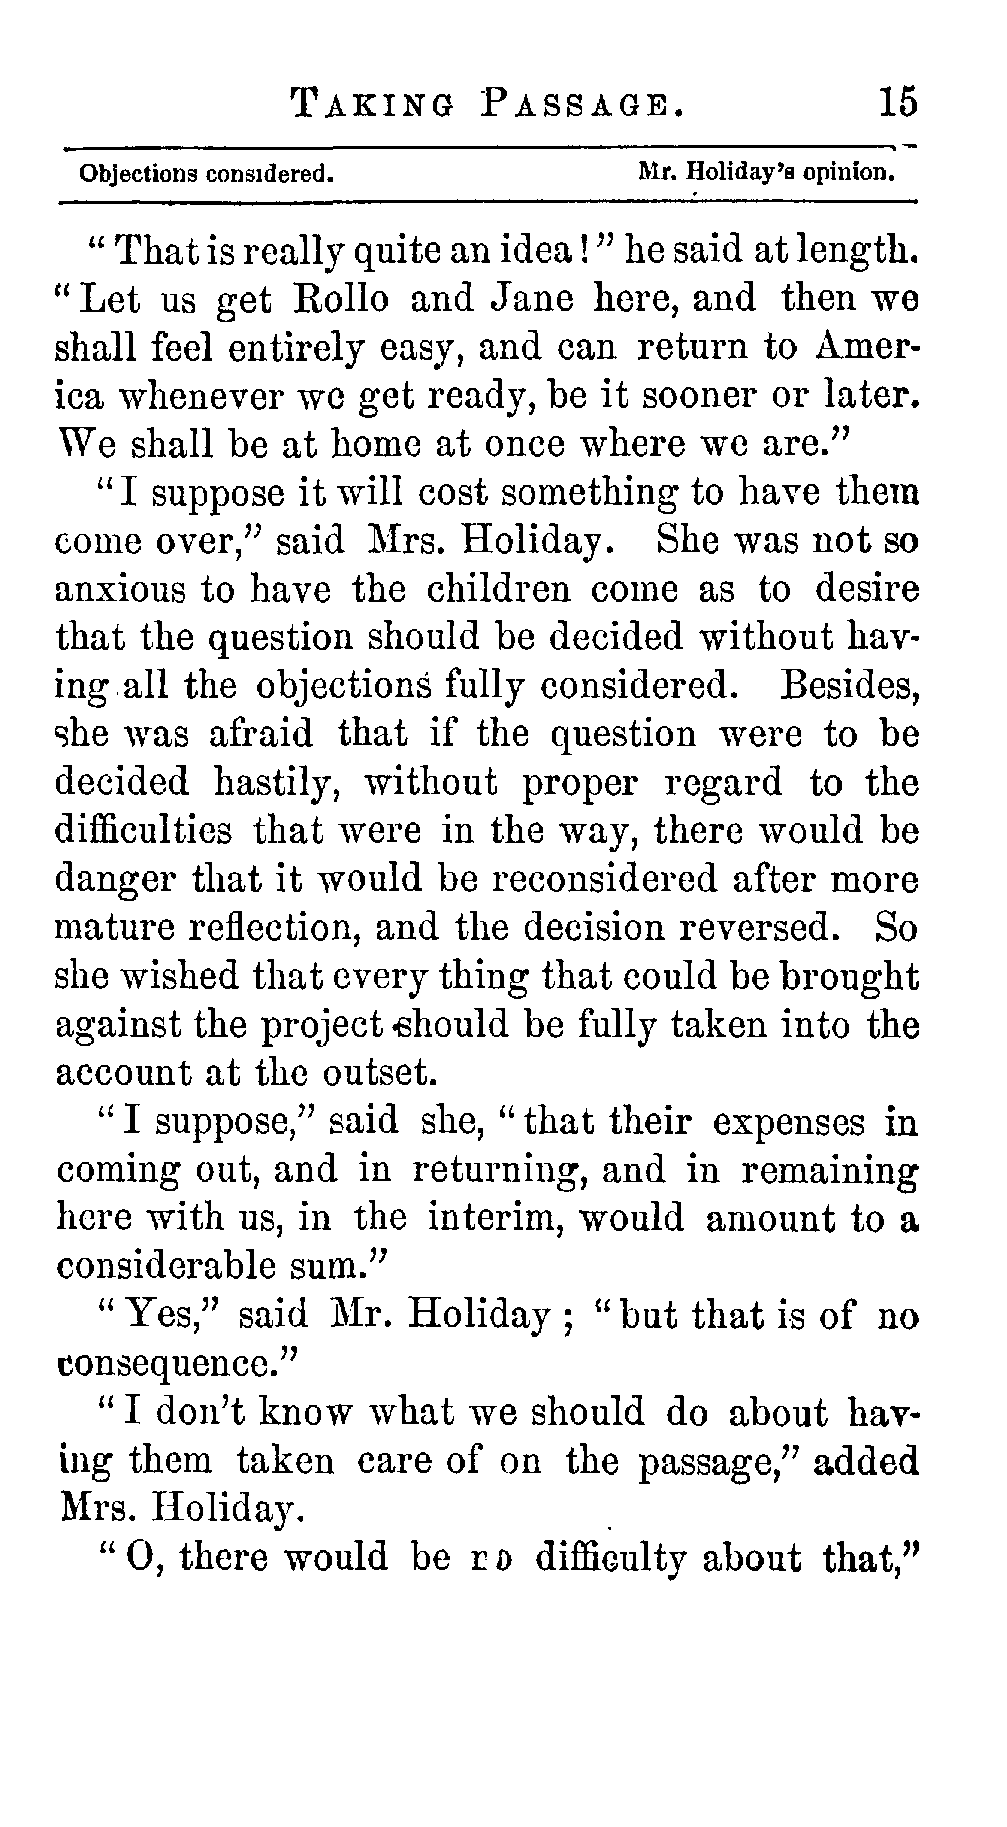 TAKING PASSAGE. 15
Objections considered. Mr. Holiday's opinion.
"That is really quite an idea!" he said at length.
"Let us get Rollo and Jane here, and then we
shall feel entirely easy, and can return to Amer-
ica whenever we get ready, be it sooner or later.
We shall be at home at once where we are."
"I suppose it will cost something to have them
come over," said Mrs. Holiday. She was not so
anxious to have the children come as to desire
that the question should be decided without hav-
ing all the objections fully considered. Besides,
she was afraid that if the question were to be
decided hastily, without proper regard to the
difficulties that were in the way, there would be
danger that it would be reconsidered after more
mature reflection, and the decision reversed. So
she wished that every thing that could be brought
against the project should be fully taken into the
account at the outset.
"I suppose," said she, "that their expenses in
coming out, and in returning, and in remaining
here with us, in the interim, would amount to a
considerable sum."
"Yes," said Mr. Holiday; "but that is of no
consequence."
"I don't know what we should do about hav-
ing them taken care of on the passage," added
Mrs. Holiday.
"O, there would be no difficulty about that,"